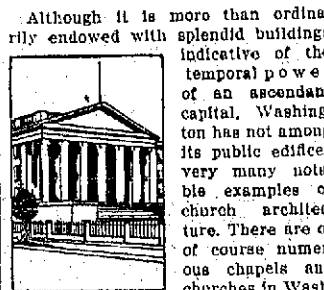 Although it is more than ordina
rily endowed with splendid buildings
indicative of the
temporal powe
of an ascendan
capital, Washing
ton has not among
its public edifice
very many nota
ble examples o
church architec
ture. There are o
of course numer
ous chapels an
churches in Wash